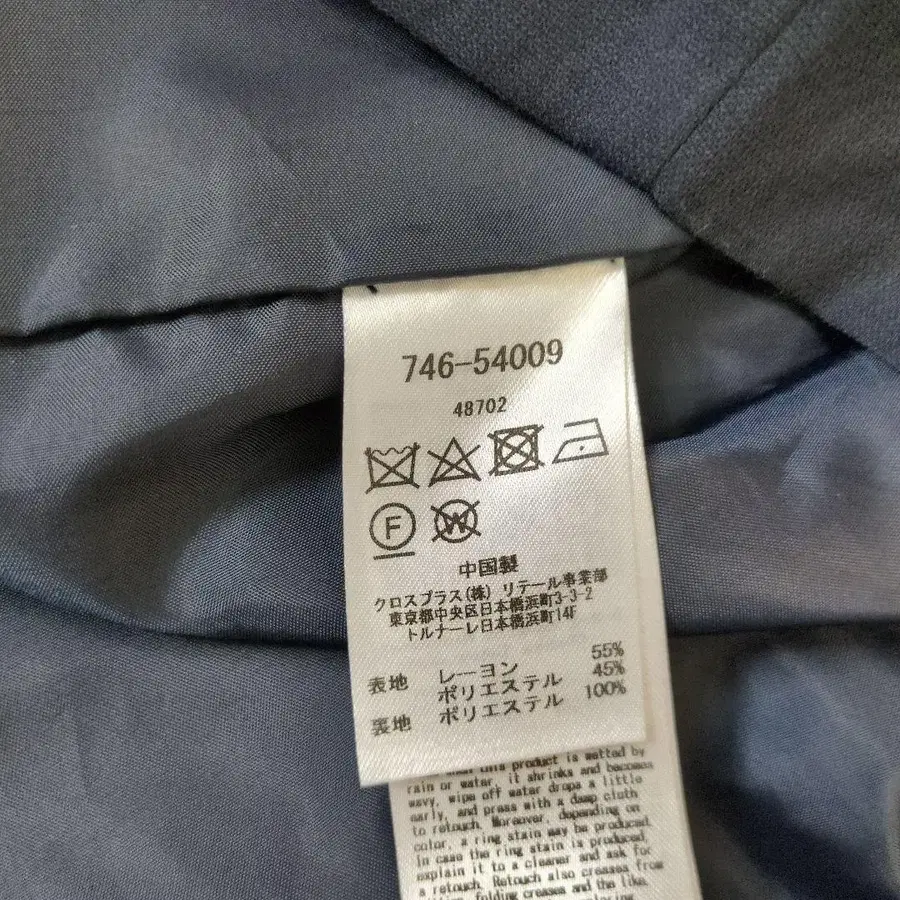 746-54009
48702
F
W
中国製
クロスプラス(株) リテール事業部
東京都中央区日本橋浜町3-3-2
トルナーレ日本橋浜町14F
表地 レーヨン 55%
ポリエステル 45%
裏地 ポリエステル 100%
this product is wetted by
rain or water, it shrinks and becomes
wavy, wipe off water drops a little
early, and press with a damp cloth
to retouch. Moreover, depending on
color, a ring stain may be produced.
In case the ring stain is produced
explain it to a cleaner and ask for
a retouch. Retouch also creases from
folding creases and the like.